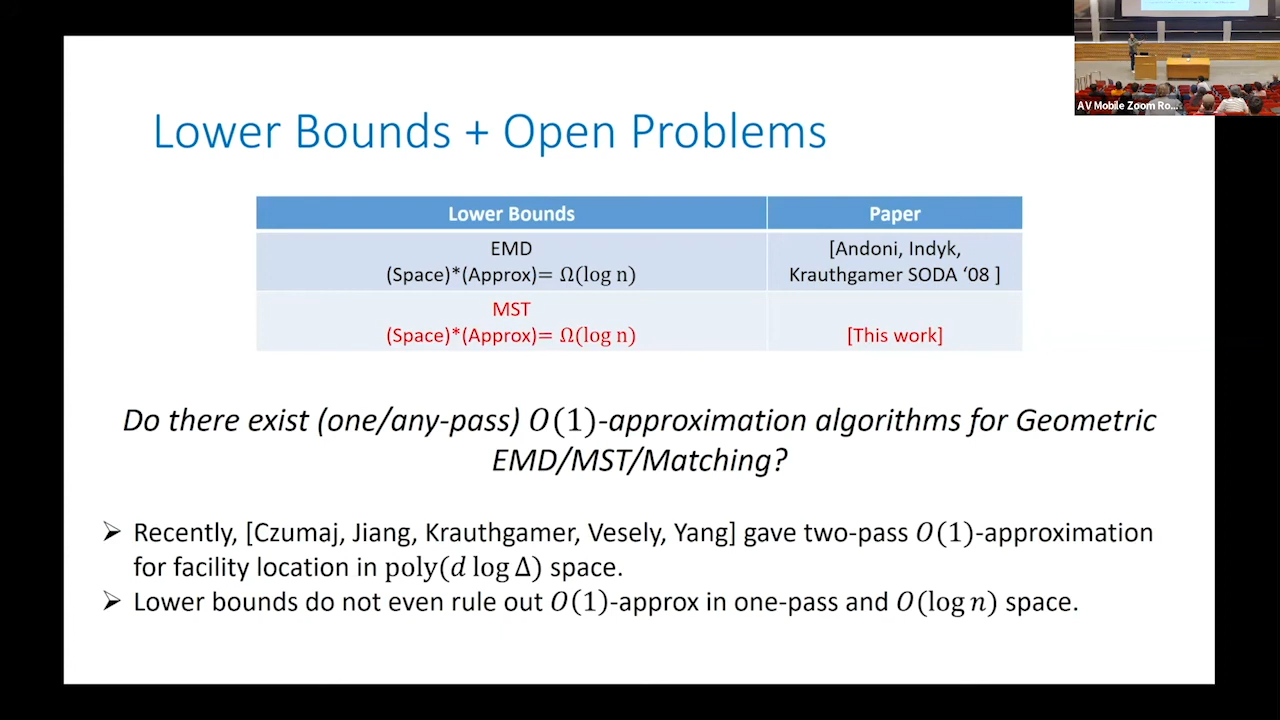 AV Mobile Zoom Ro...
Lower Bounds + Open Problems
Lower Bounds
Paper
EMD
(Space)*(Approx)= Ω(log n)
[Andoni, Indyk,
Krauthgamer SODA ‘08 ]
MST
(Space)*(Approx)= Ω(log n)
[This work]
Do there exist (one/any-pass) O(1)-approximation algorithms for Geometric
EMD/MST/Matching?
➢ Recently, [Czumaj, Jiang, Krauthgamer, Vesely, Yang] gave two-pass O(1)-approximation
for facility location in poly(d log Δ) space.
➢ Lower bounds do not even rule out O(1)-approx in one-pass and O(log n) space.